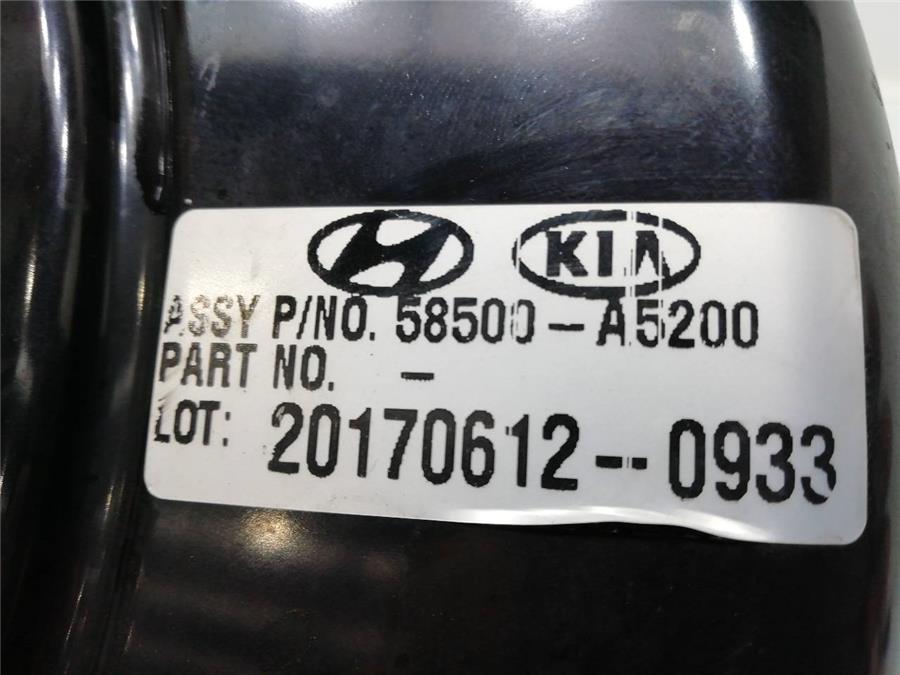 KIA
ASSY P/NO. 58500-A5200
PART NO. -
LOT: 20170612--0933